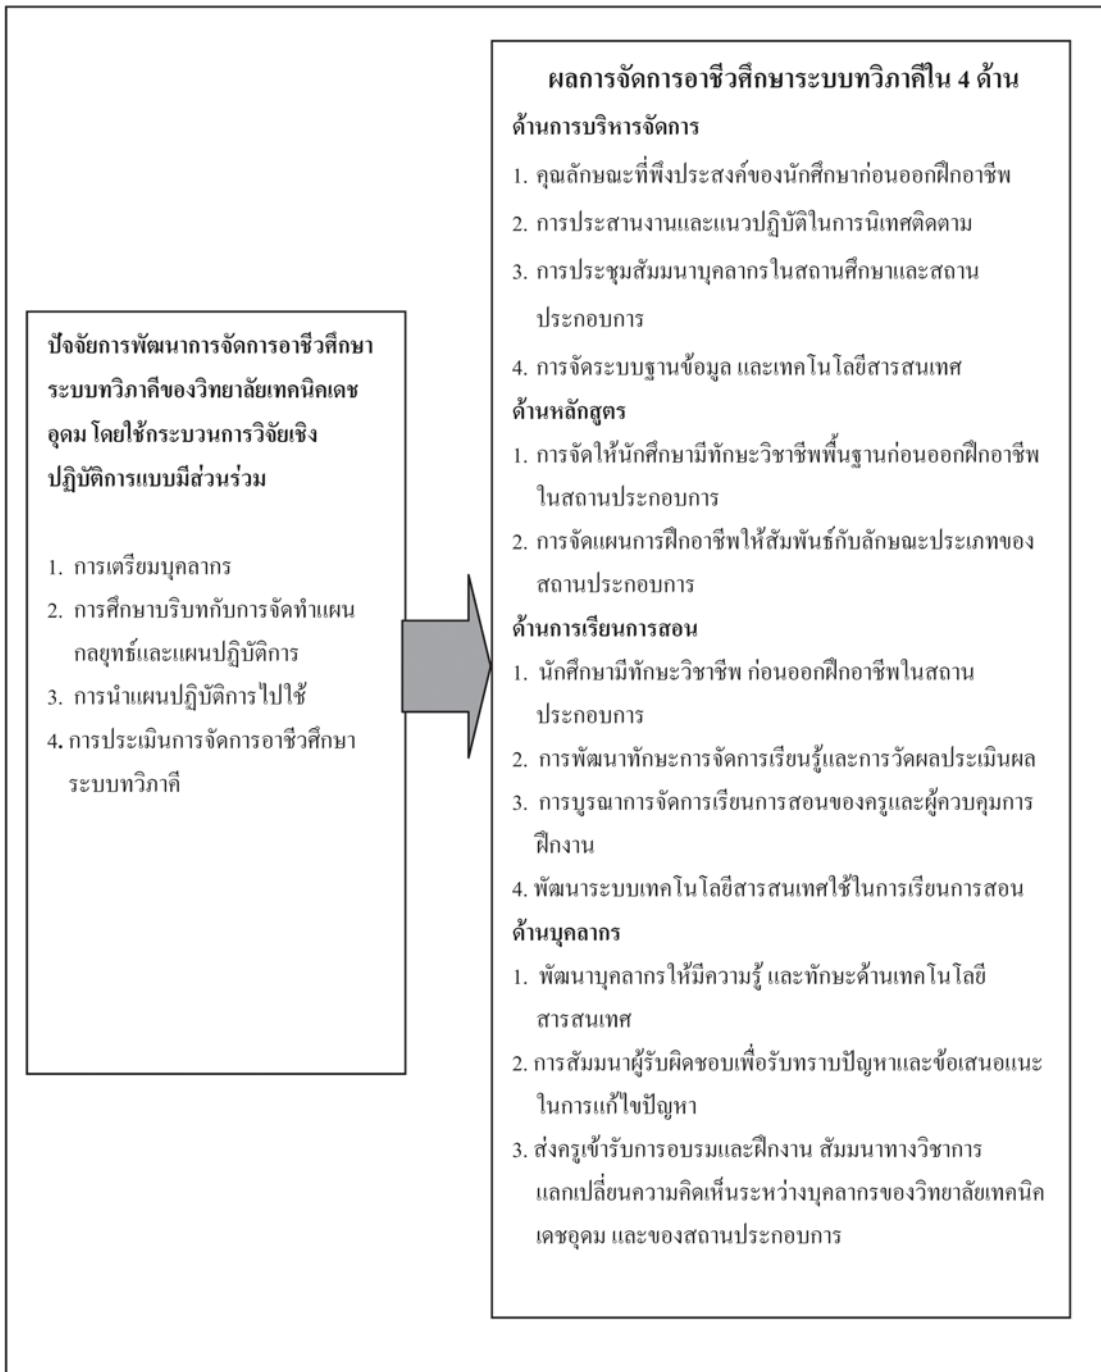 ปัจจัยการพัฒนาการจัดการอาชีวศึกษา
ระบบทวิภาคีของวิทยาลัยเทคนิคเดช
อุดม โดยใช้กระบวนการวิจัยเชิง
ปฏิบัติการแบบมีส่วนร่วม
1. การเตรียมบุคลากร
2. การศึกษาบริบทกับการจัดทำแผน
กลยุทธ์และแผนปฏิบัติการ
3. การนำแผนปฏิบัติการไปใช้
4. การประเมินการจัดการอาชีวศึกษา
ระบบทวิภาคี
ผลการจัดการอาชีวศึกษาระบบทวิภาคีใน 4 ด้าน
ด้านการบริหารจัดการ
1. คุณลักษณะที่พึงประสงค์ของนักศึกษาก่อนออกฝึกอาชีพ
2. การประสานงานและแนวปฏิบัติในการนิเทศติดตาม
3. การประชุมสัมมนาบุคลากรในสถานศึกษาและสถาน
ประกอบการ
4. การจัดระบบฐานข้อมูล และเทคโนโลยีสารสนเทศ
ด้านหลักสูตร
1. การจัดให้นักศึกษามีทักษะวิชาชีพพื้นฐานก่อนออกฝึกอาชีพ
ในสถานประกอบการ
2. การจัดแผนการฝึกอาชีพให้สัมพันธ์กับลักษณะประเภทของ
สถานประกอบการ
ด้านการเรียนการสอน
1. นักศึกษามีทักษะวิชาชีพ ก่อนออกฝึกอาชีพในสถาน
ประกอบการ
2. การพัฒนาทักษะการจัดการเรียนรู้และการวัดผลประเมินผล
3. การบูรณาการจัดการเรียนการสอนของครูและผู้ควบคุมการ
ฝึกงาน
4. พัฒนาระบบเทคโนโลยีสารสนเทศใช้ในการเรียนการสอน
ด้านบุคลากร
1. พัฒนาบุคลากรให้มีความรู้ และทักษะด้านเทคโนโลยี
สารสนเทศ
2. การสัมมนาผู้รับผิดชอบเพื่อรับทราบปัญหาและข้อเสนอแนะ
ในการแก้ไขปัญหา
3. ส่งครูเข้ารับการอบรมและฝึกงาน สัมมนาทางวิชาการ
แลกเปลี่ยนความคิดเห็นระหว่างบุคลากรของวิทยาลัยเทคนิค
เดชอุดม และของสถานประกอบการ